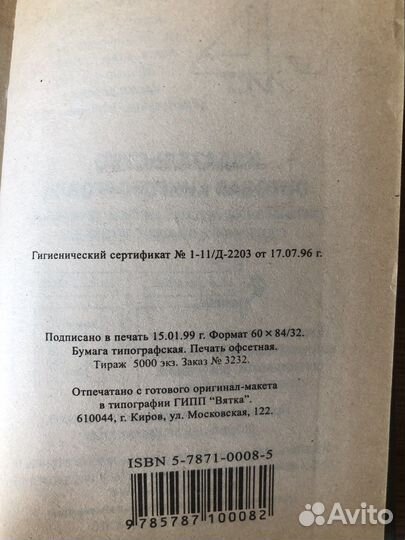 Гигиенический сертификат № 1-11/Д-2203 от 17.07.96 г.
Подписано в печать 15.01.99 г. Формат 60 × 84/32.
Бумага типографская. Печать офсетная.
Тираж 5000 экз. Заказ № 3232.
Отпечатано с готового оригинал-макета
в типографии ГИПП "Вятка".
610044, г. Киров, ул. Московская, 122.
ISBN 5-7871-0008-5
9 785787 100082
Avito